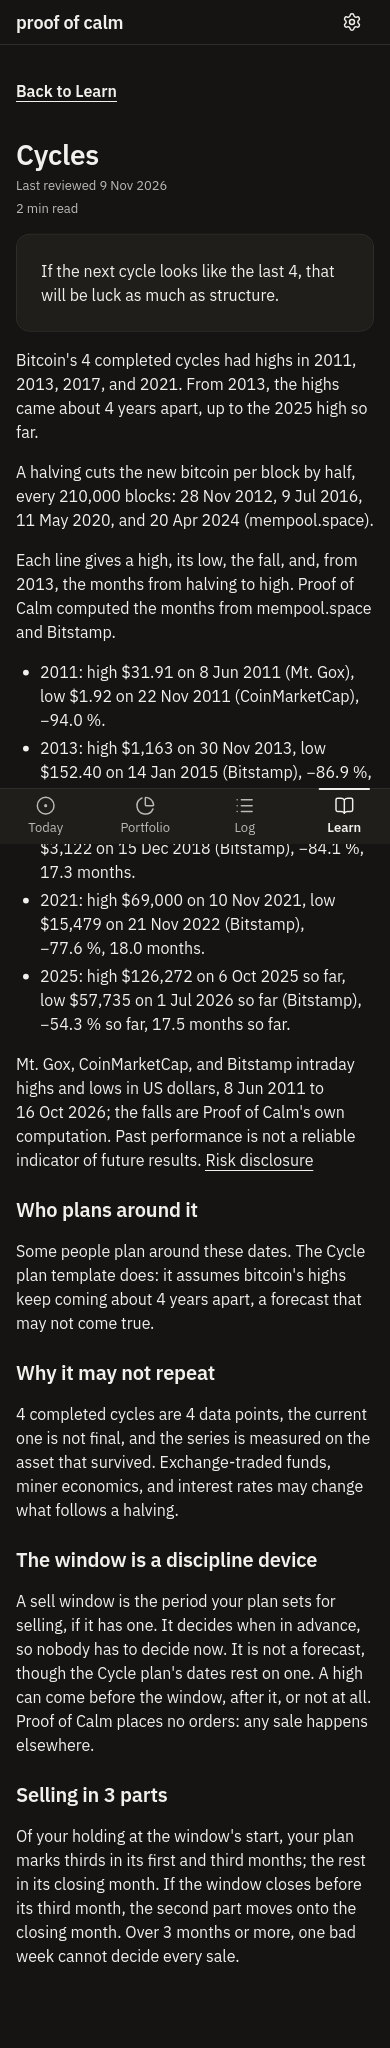 proof of calm
Back to Learn
Cycles
Last reviewed 9 Nov 2026
2 min read
If the next cycle looks like the last 4, that
will be luck as much as structure.
Bitcoin's 4 completed cycles had highs in 2011,
2013, 2017, and 2021. From 2013, the highs
came about 4 years apart, up to the 2025 high so
far.
A halving cuts the new bitcoin per block by half,
every 210,000 blocks: 28 Nov 2012, 9 Jul 2016,
11 May 2020, and 20 Apr 2024 (mempool.space).
Each line gives a high, its low, the fall, and, from
2013, the months from halving to high. Proof of
Calm computed the months from mempool.space
and Bitstamp.
• 2011: high $31.91 on 8 Jun 2011 (Mt. Gox),
low $1.92 on 22 Nov 2011 (CoinMarketCap),
−94.0 %.
• 2013: high $1,163 on 30 Nov 2013, low
$152.40 on 14 Jan 2015 (Bitstamp), −86.9 %,
Today
Portfolio
Log
Learn
$3,122 on 15 Dec 2018 (Bitstamp), −84.1 %,
17.3 months.
• 2021: high $69,000 on 10 Nov 2021, low
$15,479 on 21 Nov 2022 (Bitstamp),
−77.6 %, 18.0 months.
• 2025: high $126,272 on 6 Oct 2025 so far,
low $57,735 on 1 Jul 2026 so far (Bitstamp),
−54.3 % so far, 17.5 months so far.
Mt. Gox, CoinMarketCap, and Bitstamp intraday
highs and lows in US dollars, 8 Jun 2011 to
16 Oct 2026; the falls are Proof of Calm's own
computation. Past performance is not a reliable
indicator of future results. Risk disclosure
Who plans around it
Some people plan around these dates. The Cycle
plan template does: it assumes bitcoin's highs
keep coming about 4 years apart, a forecast that
may not come true.
Why it may not repeat
4 completed cycles are 4 data points, the current
one is not final, and the series is measured on the
asset that survived. Exchange-traded funds,
miner economics, and interest rates may change
what follows a halving.
The window is a discipline device
A sell window is the period your plan sets for
selling, if it has one. It decides when in advance,
so nobody has to decide now. It is not a forecast,
though the Cycle plan's dates rest on one. A high
can come before the window, after it, or not at all.
Proof of Calm places no orders: any sale happens
elsewhere.
Selling in 3 parts
Of your holding at the window's start, your plan
marks thirds in its first and third months; the rest
in its closing month. If the window closes before
its third month, the second part moves onto the
closing month. Over 3 months or more, one bad
week cannot decide every sale.